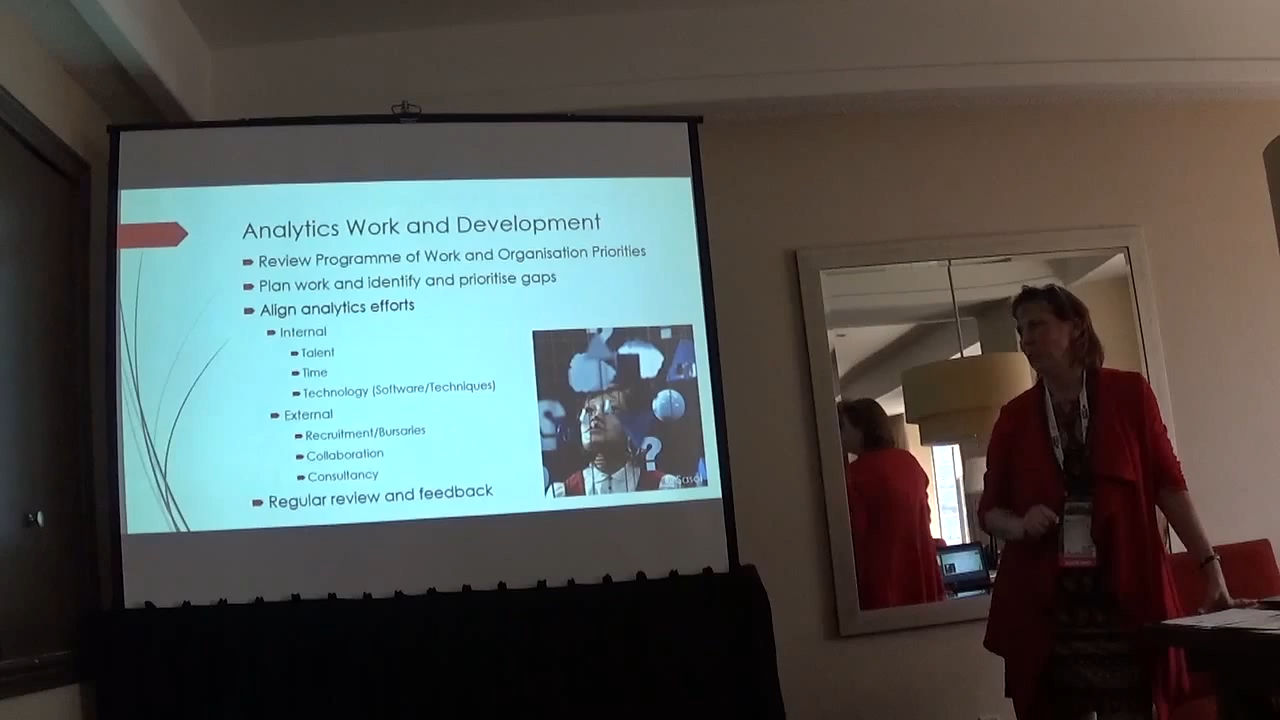 Analytics Work and Development
Review Programme of Work and Organisation Priorities
Plan work and identify and prioritise gaps
Align analytics efforts
Internal
Talent
Time
Technology (Software/Techniques)
External
Recruitment/Bursaries
Collaboration
Consultancy
Regular review and feedback
Sasol